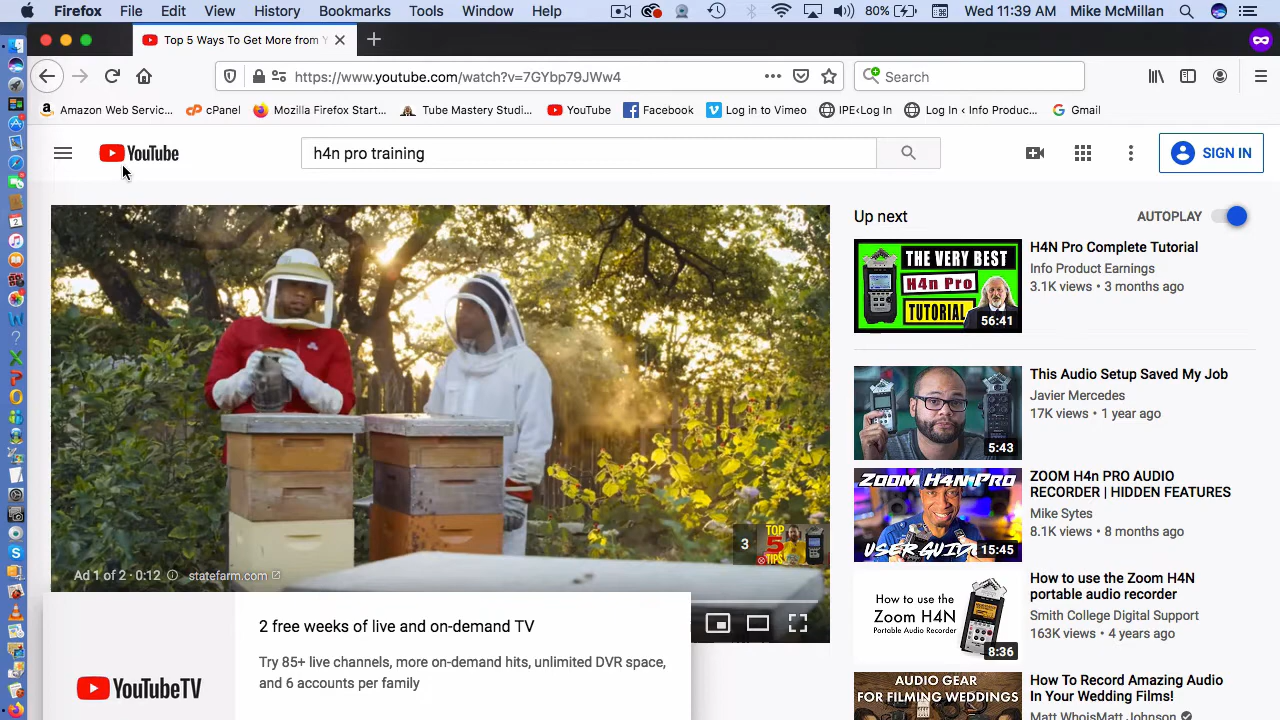 Firefox File Edit View History Bookmarks Tools Window Help 80% Wed 11:39 AM Mike McMillan
Top 5 Ways To Get More from Y
https://www.youtube.com/watch?v=7GYbp79JWw4
Search
Amazon Web Servic... cPanel Mozilla Firefox Start... Tube Mastery Studi... YouTube Facebook Log in to Vimeo IPE‹Log In Log In ‹ Info Produc... Gmail
YouTube
h4n pro training
SIGN IN
Up next
AUTOPLAY
THE VERY BEST
H4n Pro
TUTORIAL
56:41
H4N Pro Complete Tutorial
Info Product Earnings
3.1K views • 3 months ago
5:43
This Audio Setup Saved My Job
Javier Mercedes
17K views • 1 year ago
ZOOM H4N PRO
USER GUIDE
15:45
ZOOM H4n PRO AUDIO
RECORDER | HIDDEN FEATURES
Mike Sytes
8.1K views • 8 months ago
How to use the
Zoom H4N
Portable Audio Recorder
8:36
How to use the Zoom H4N
portable audio recorder
Smith College Digital Support
163K views • 4 years ago
AUDIO GEAR
FOR FILMING WEDDINGS
How To Record Amazing Audio
In Your Wedding Films!
Matt WhoisMatt Johnson
3
TOP
5
TIPS
Ad 1 of 2 · 0:12 statefarm.com
2 free weeks of live and on-demand TV
Try 85+ live channels, more on-demand hits, unlimited DVR space,
and 6 accounts per family
YouTubeTV